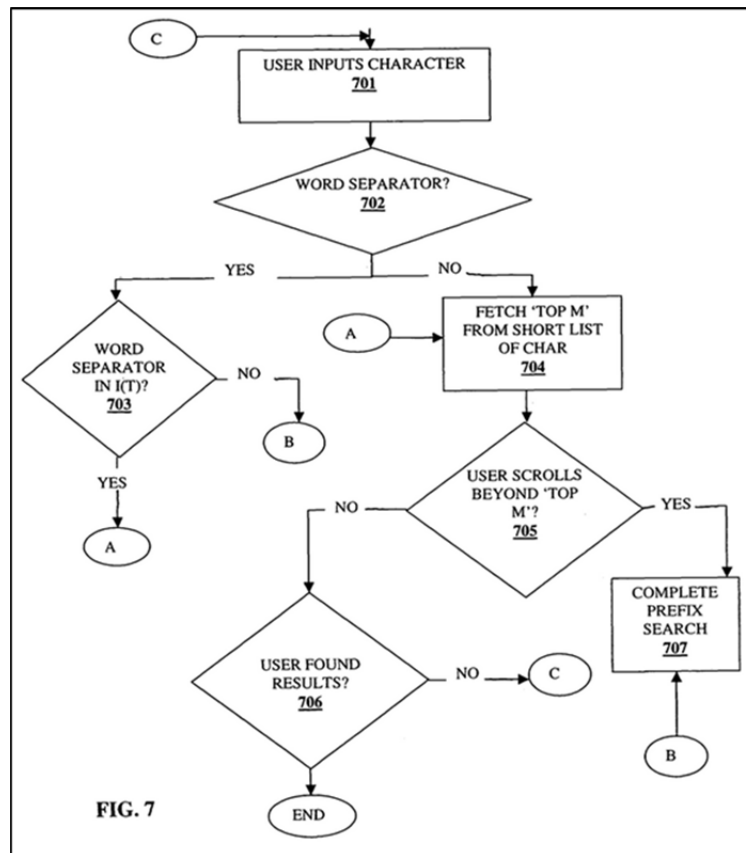 C
USER INPUTS CHARACTER
701
WORD SEPARATOR?
702
YES
NO
WORD
SEPARATOR
IN I(T)?
703
NO
B
YES
A
A
FETCH ‘TOP M’
FROM SHORT LIST
OF CHAR
704
USER SCROLLS
BEYOND ‘TOP
M’?
705
NO
YES
COMPLETE
PREFIX
SEARCH
707
B
USER FOUND
RESULTS?
706
NO
C
END
FIG. 7